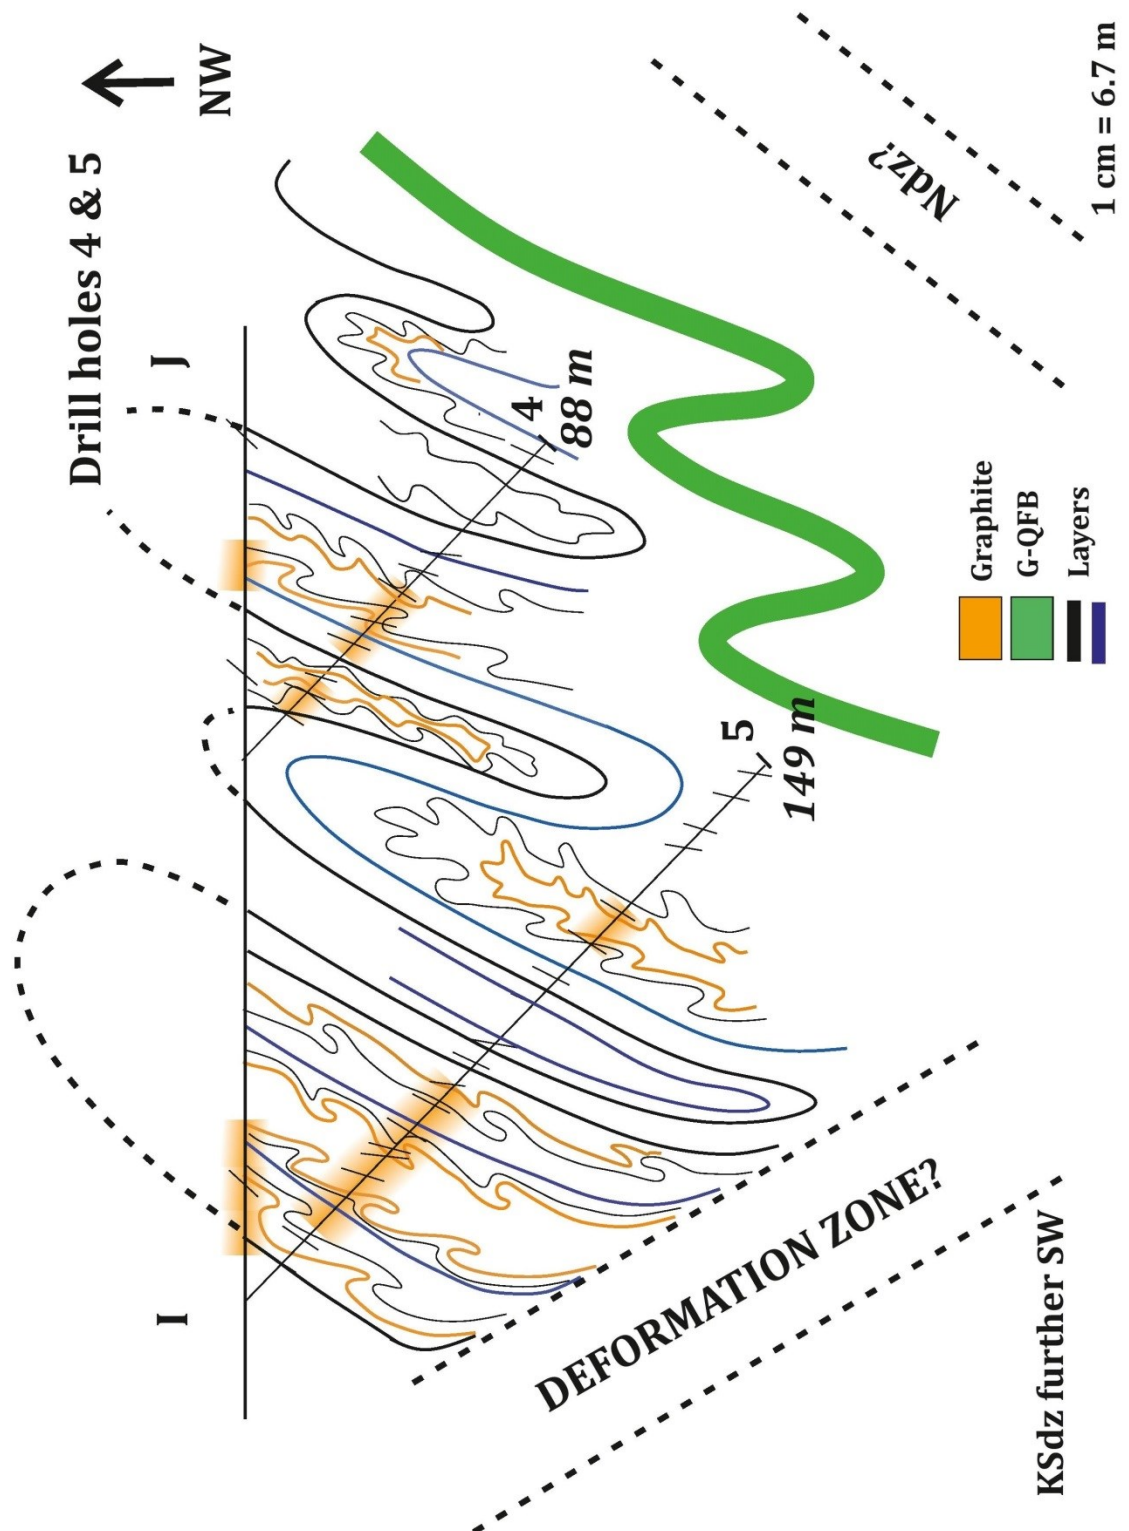 Drill holes 4 & 5
NW
I
J
4
88 m
5
149 m
Ndz?
DEFORMATION ZONE?
KSdz further SW
Graphite
G-QFB
Layers
1 cm = 6.7 m